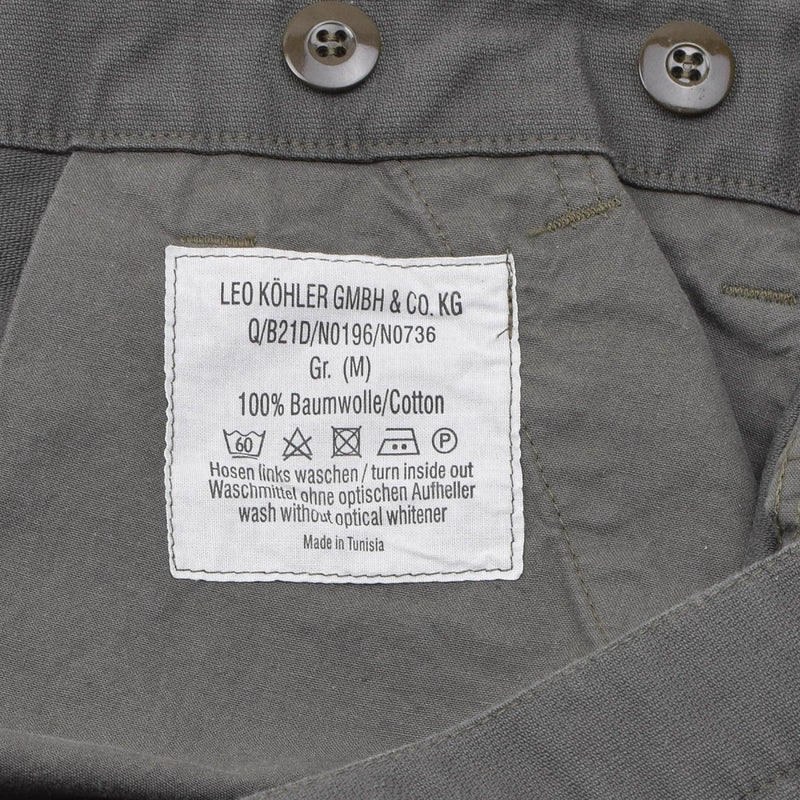 LEO KÖHLER GMBH & CO. KG
Q/B21D/N0196/N0736
Gr. (M)
100% Baumwolle/Cotton
60 P
Hosen links waschen / turn inside out
Waschmittel ohne optischen Aufheller
wash without optical whitener
Made in Tunisia